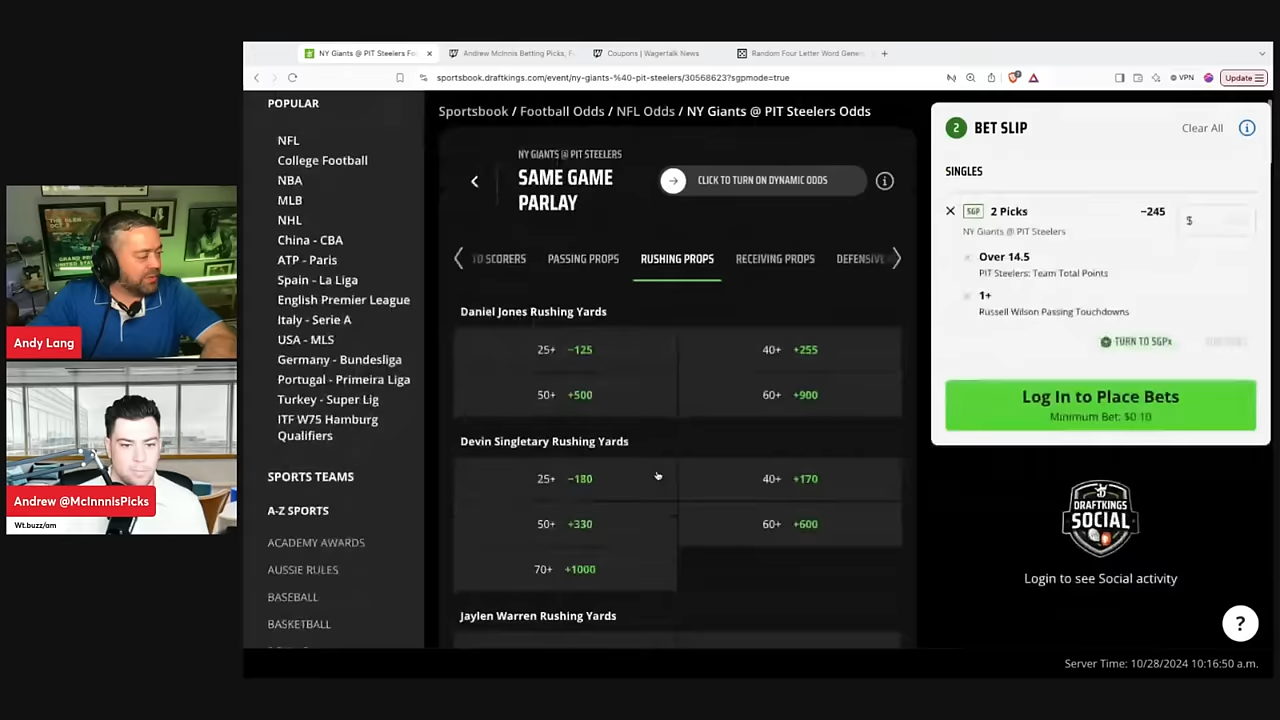 NY Giants @ PIT Steelers Fo
Andrew McInnis Betting Picks, F
Coupons | Wagertalk News
Random Four Letter Word Gene
sportsbook.draftkings.com/event/ny-giants-%40-pit-steelers/30568623?sgpmode=true
VPN
Update
POPULAR
NFL
College Football
NBA
MLB
NHL
China - CBA
ATP - Paris
Spain - La Liga
English Premier League
Italy - Serie A
USA - MLS
Germany - Bundesliga
Portugal - Primeira Liga
Turkey - Super Lig
ITF W75 Hamburg
Qualifiers
SPORTS TEAMS
A-Z SPORTS
ACADEMY AWARDS
AUSSIE RULES
BASEBALL
BASKETBALL
Sportsbook / Football Odds / NFL Odds / NY Giants @ PIT Steelers Odds
NY GIANTS @ PIT STEELERS
SAME GAME
PARLAY
CLICK TO TURN ON DYNAMIC ODDS
TD SCORERS PASSING PROPS RUSHING PROPS RECEIVING PROPS DEFENSIVE
Daniel Jones Rushing Yards
25+ −125 40+ +255
50+ +500 60+ +900
Devin Singletary Rushing Yards
25+ −180 40+ +170
50+ +330 60+ +600
70+ +1000
Jaylen Warren Rushing Yards
2 BET SLIP
Clear All
SINGLES
SGP 2 Picks −245 $
NY Giants @ PIT Steelers
Over 14.5
PIT Steelers: Team Total Points
1+
Russell Wilson Passing Touchdowns
TURN TO SGPx
Log In to Place Bets
Minimum Bet: $0.10
DRAFTKINGS
SOCIAL
Login to see Social activity
?
Server Time: 10/28/2024 10:16:50 a.m.
Andy Lang
Andrew @McInnnisPicks
Wt.buzz/am